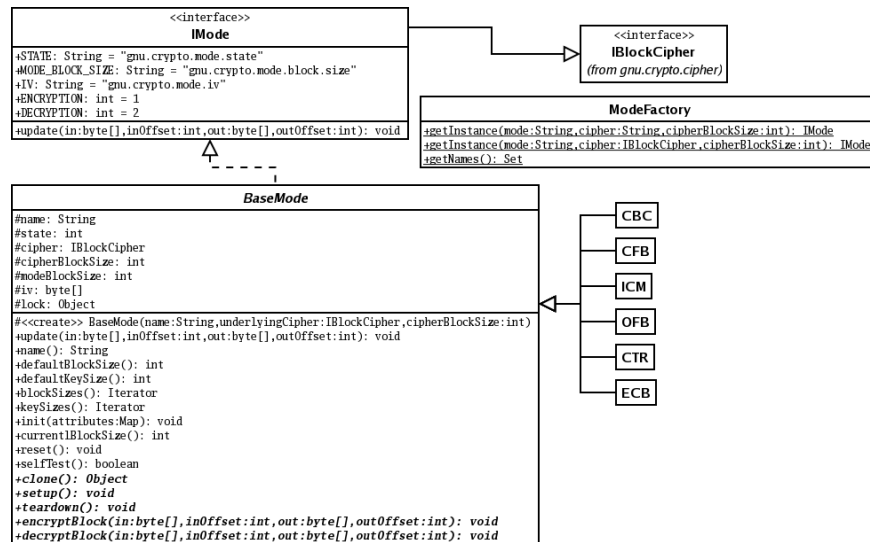 <<interface>>
IMode
+STATE: String = "gnu.crypto.mode.state"
+MODE_BLOCK_SIZE: String = "gnu.crypto.mode.block.size"
+IV: String = "gnu.crypto.mode.iv"
+ENCRYPTION: int = 1
+DECRYPTION: int = 2
+update(in:byte[],inOffset:int,out:byte[],outOffset:int): void
<<interface>>
IBlockCipher
(from gnu.crypto.cipher)
ModeFactory
+getInstance(mode:String,cipher:String,cipherBlockSize:int): IMode
+getInstance(mode:String,cipher:IBlockCipher,cipherBlockSize:int): IMode
+getNames(): Set
BaseMode
#name: String
#state: int
#cipher: IBlockCipher
#cipherBlockSize: int
#modeBlockSize: int
#iv: byte[]
#lock: Object
#<<create>> BaseMode(name:String,underlyingCipher:IBlockCipher,cipherBlockSize:int)
+update(in:byte[],inOffset:int,out:byte[],outOffset:int): void
+name(): String
+defaultBlockSize(): int
+defaultKeySize(): int
+blockSizes(): Iterator
+keySizes(): Iterator
+init(attributes:Map): void
+currentlBlockSize(): int
+reset(): void
+selfTest(): boolean
+clone(): Object
+setup(): void
+teardown(): void
+encryptBlock(in:byte[],inOffset:int,out:byte[],outOffset:int): void
+decryptBlock(in:byte[],inOffset:int,out:byte[],outOffset:int): void
CBC
CFB
ICM
OFB
CTR
ECB